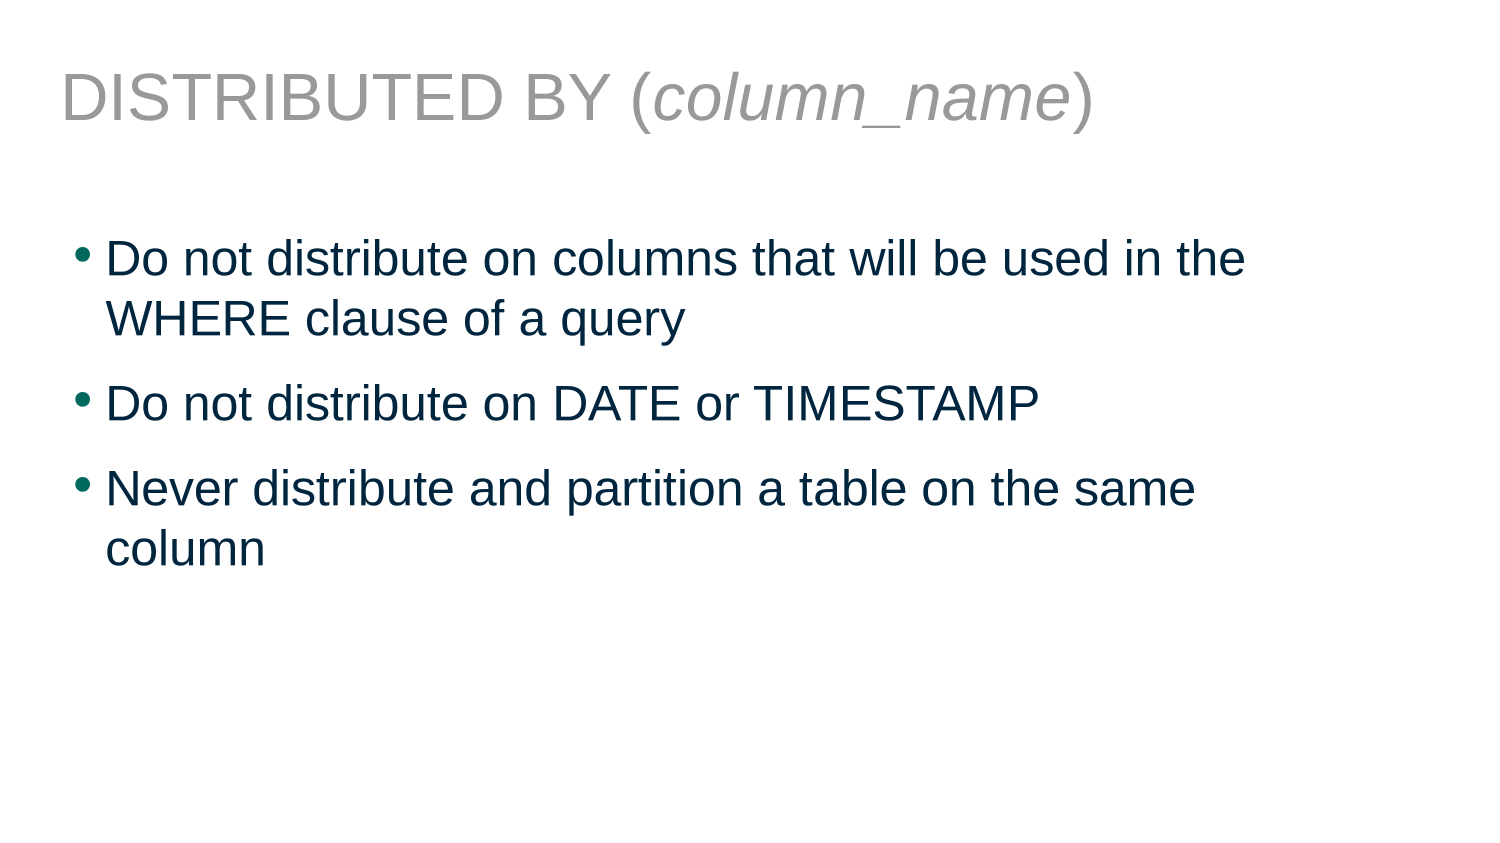 DISTRIBUTED BY (column_name)
• Do not distribute on columns that will be used in the
WHERE clause of a query
• Do not distribute on DATE or TIMESTAMP
• Never distribute and partition a table on the same
column